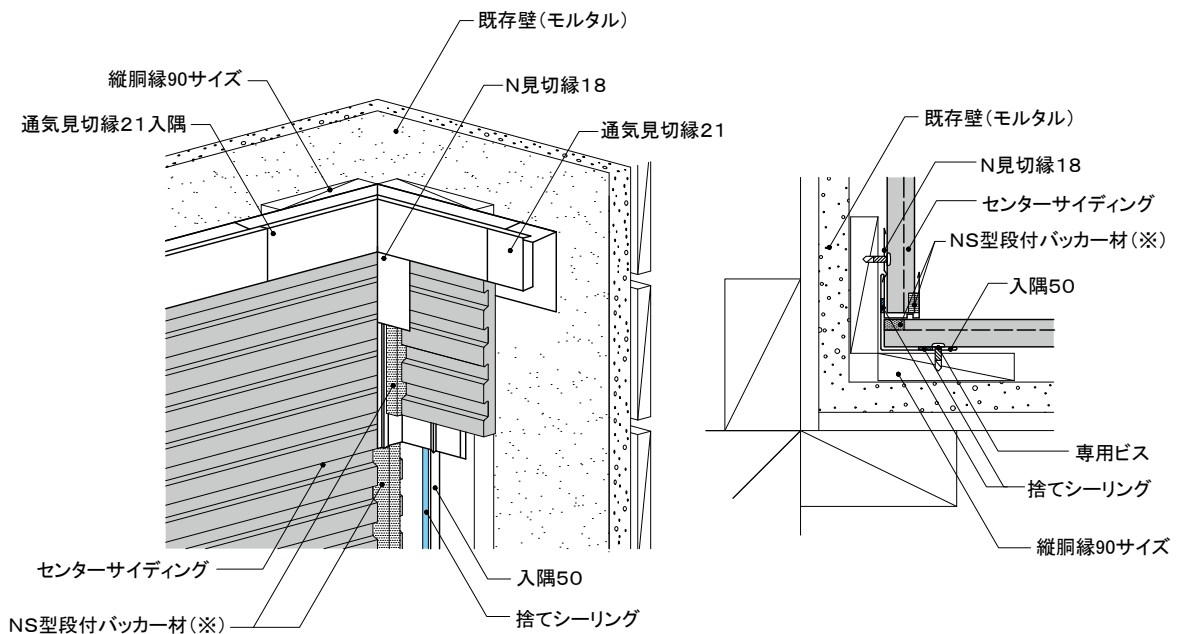 既存壁(モルタル)
縦胴縁90サイズ
N見切縁18
通気見切縁21入隅
通気見切縁21
センターサイディング
入隅50
捨てシーリング
NS型段付バッカー材(※)
既存壁(モルタル)
N見切縁18
センターサイディング
NS型段付バッカー材(※)
入隅50
専用ビス
捨てシーリング
縦胴縁90サイズ